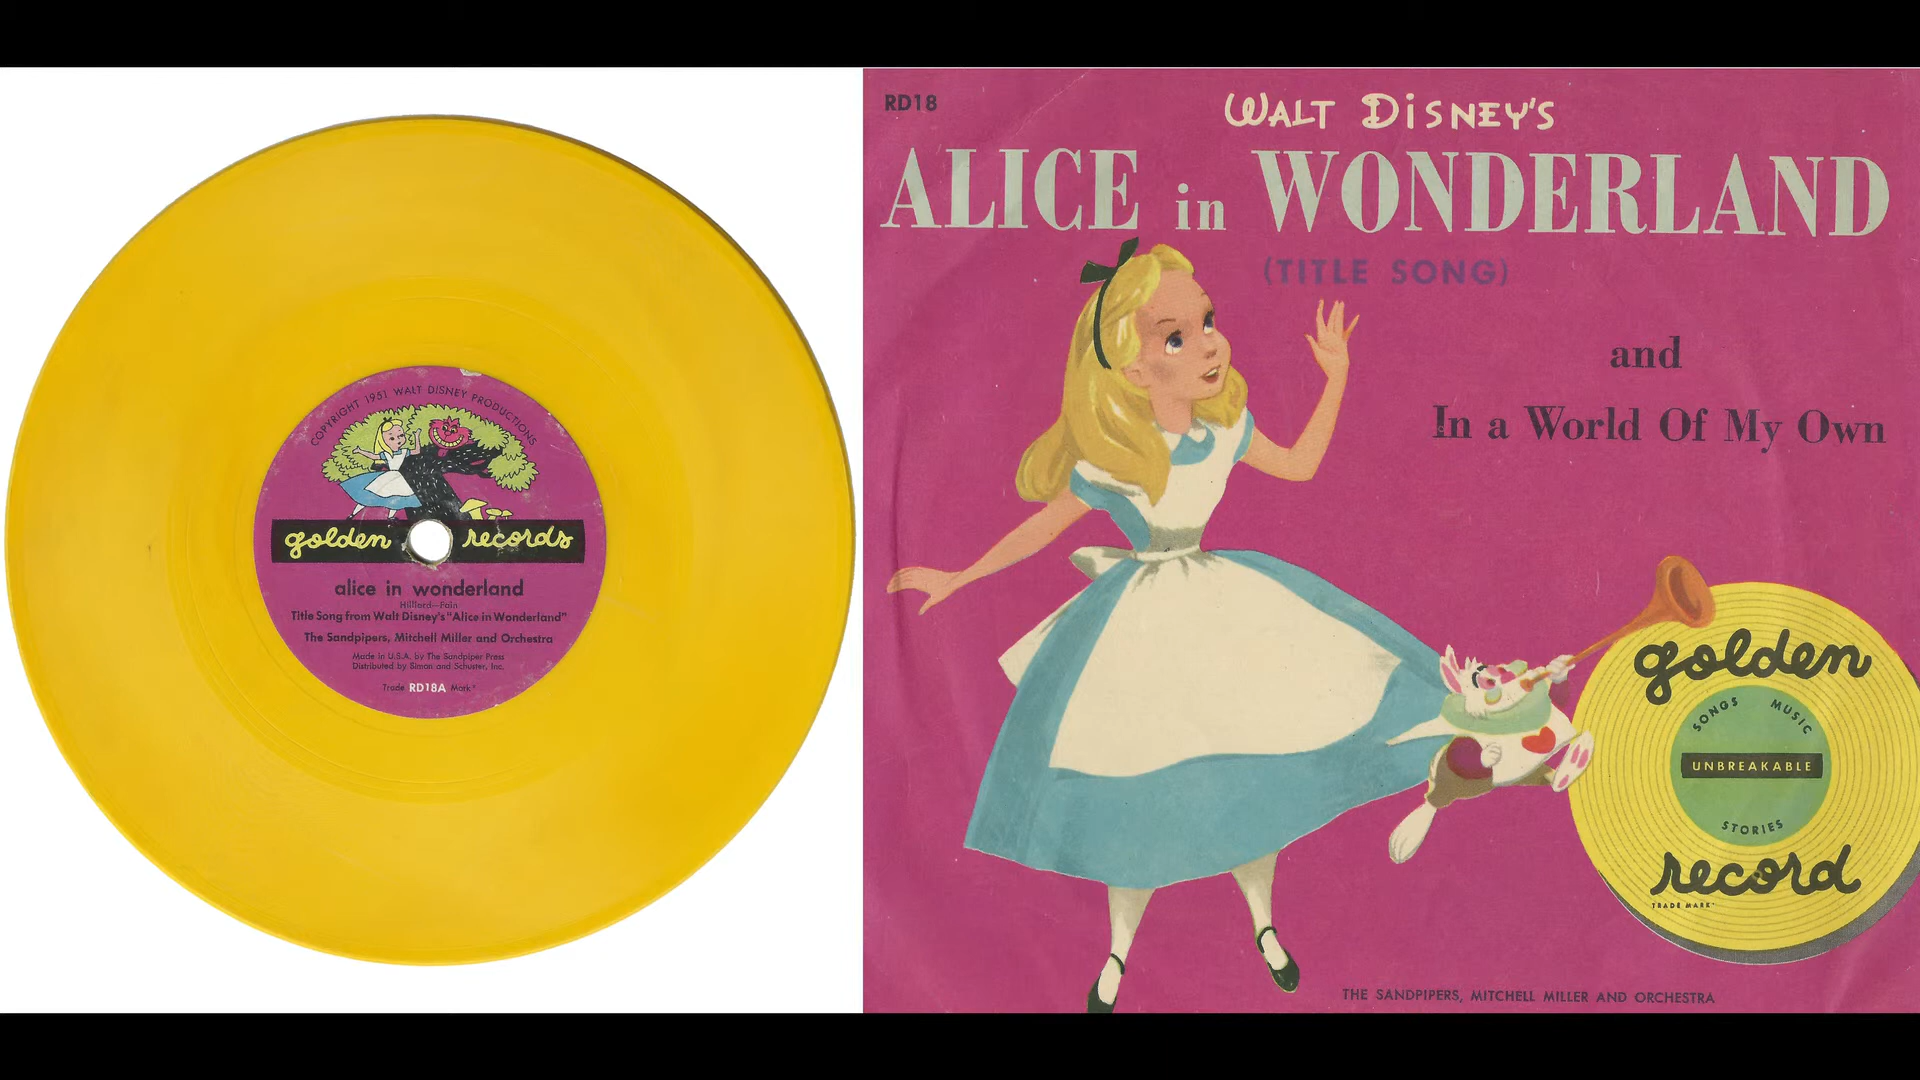 COPYRIGHT 1951 WALT DISNEY PRODUCTIONS
golden records
alice in wonderland
Hilliard—Fain
Title Song from Walt Disney's "Alice in Wonderland"
The Sandpipers, Mitchell Miller and Orchestra
Made in U.S.A. by The Sandpiper Press
Distributed by Simon and Schuster, Inc.
Trade RD18A Mark*
RD18
WALT DISNEY'S
ALICE in WONDERLAND
(TITLE SONG)
and
In a World Of My Own
golden
SONGS MUSIC
UNBREAKABLE
STORIES
record
TRADE MARK*
THE SANDPIPERS, MITCHELL MILLER AND ORCHESTRA